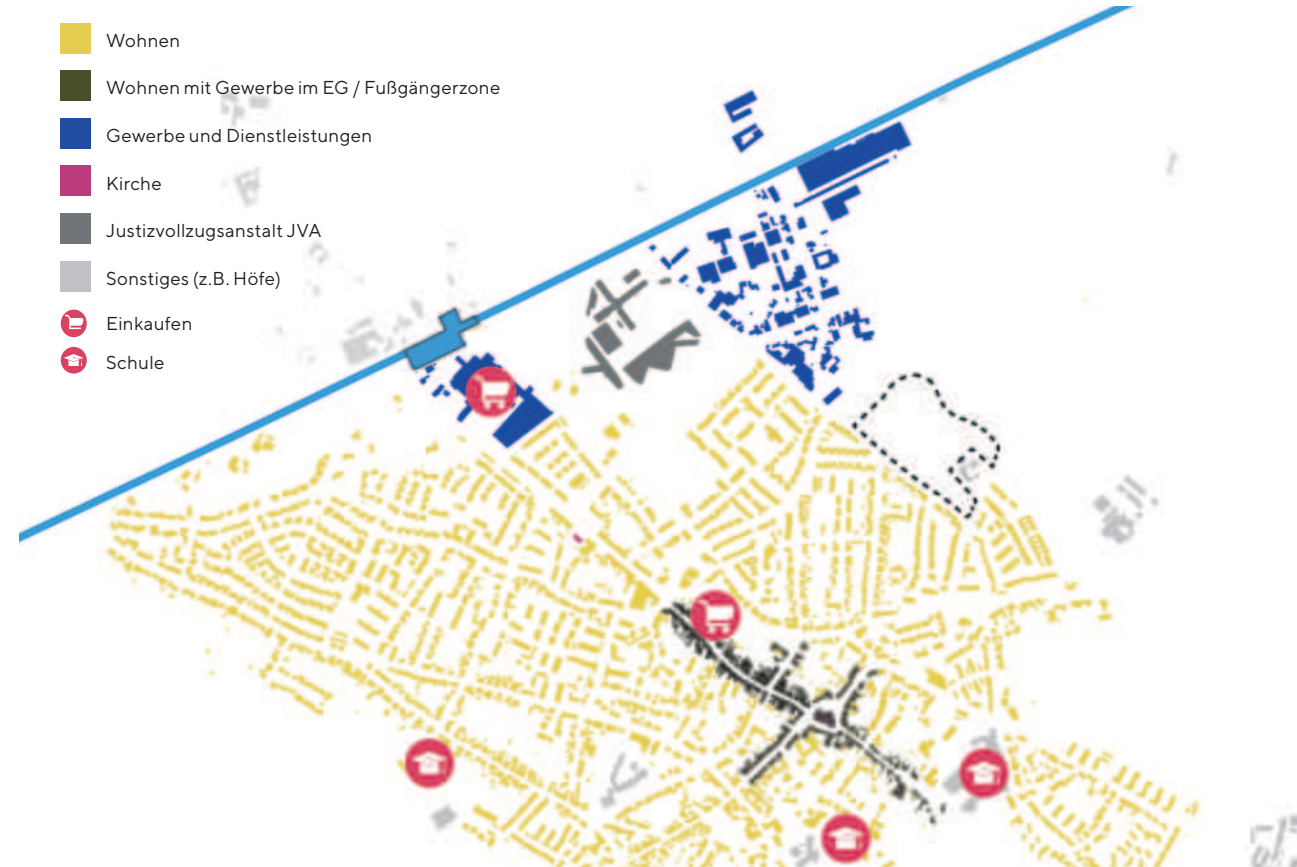 Wohnen
Wohnen mit Gewerbe im EG / Fußgängerzone
Gewerbe und Dienstleistungen
Kirche
Justizvollzugsanstalt JVA
Sonstiges (z.B. Höfe)
Einkaufen
Schule